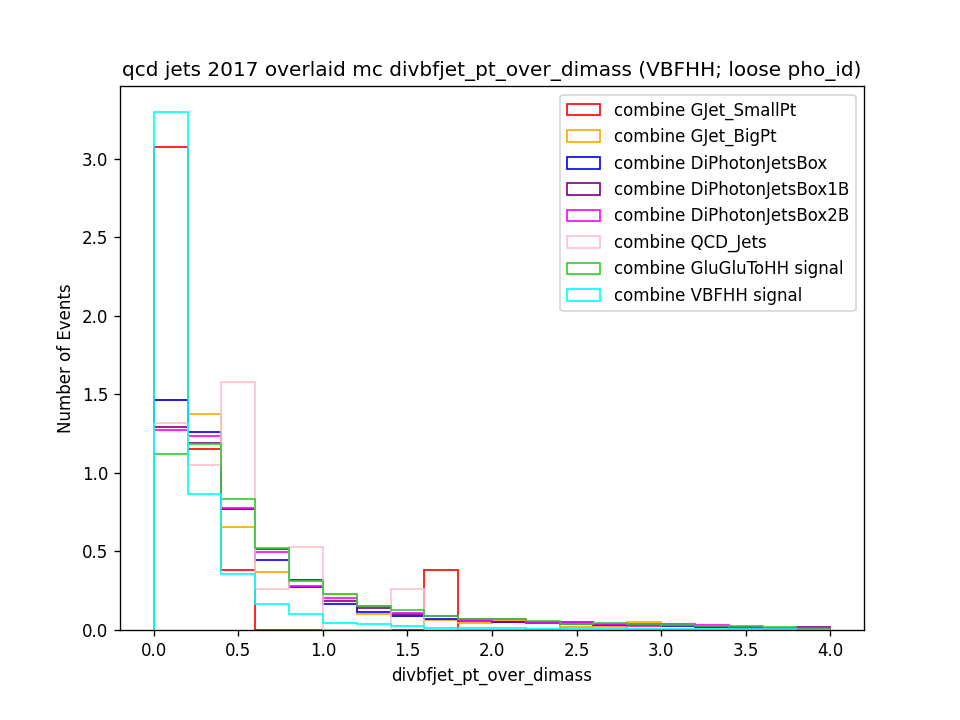 qcd jets 2017 overlaid mc divbfjet_pt_over_dimass (VBFHH; loose pho_id)
combine GJet_SmallPt
combine GJet_BigPt
combine DiPhotonJetsBox
combine DiPhotonJetsBox1B
combine DiPhotonJetsBox2B
combine QCD_Jets
combine GluGluToHH signal
combine VBFHH signal
Number of Events
3.0
2.5
2.0
1.5
1.0
0.5
0.0
0.0 0.5 1.0 1.5 2.0 2.5 3.0 3.5 4.0
divbfjet_pt_over_dimass